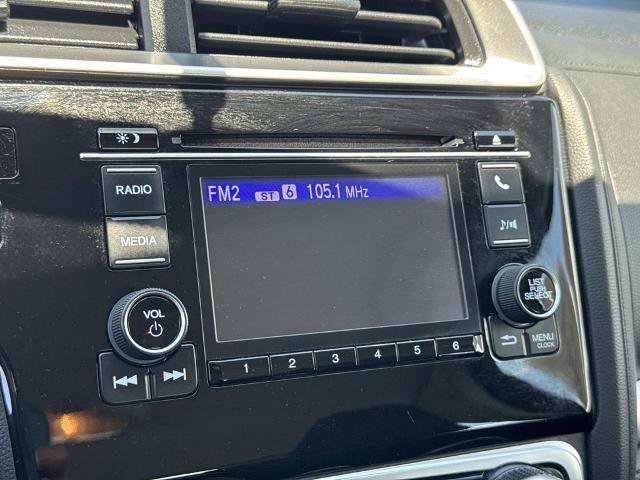 RADIO
MEDIA
FM2 ST 6 105.1 MHz
LIST
PUSH
SELECT
VOL
MENU
CLOCK
1 2 3 4 5 6